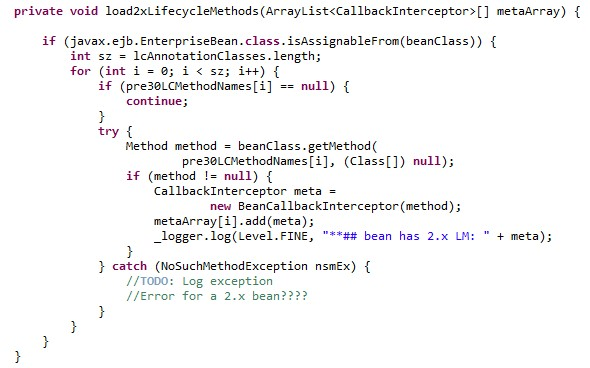 private void load2xLifecycleMethods(ArrayList<CallbackInterceptor>[] metaArray) {

    if (javax.ejb.EnterpriseBean.class.isAssignableFrom(beanClass)) {
        int sz = lcAnnotationClasses.length;
        for (int i = 0; i < sz; i++) {
            if (pre30LCMethodNames[i] == null) {
                continue;
            }
            try {
                Method method = beanClass.getMethod(
                        pre30LCMethodNames[i], (Class[]) null);
                if (method != null) {
                    CallbackInterceptor meta =
                            new BeanCallbackInterceptor(method);
                    metaArray[i].add(meta);
                    _logger.log(Level.FINE, "**## bean has 2.x LM: " + meta);
                }
            } catch (NoSuchMethodException nsmEx) {
                //TODO: Log exception
                //Error for a 2.x bean????
            }
        }
    }
}